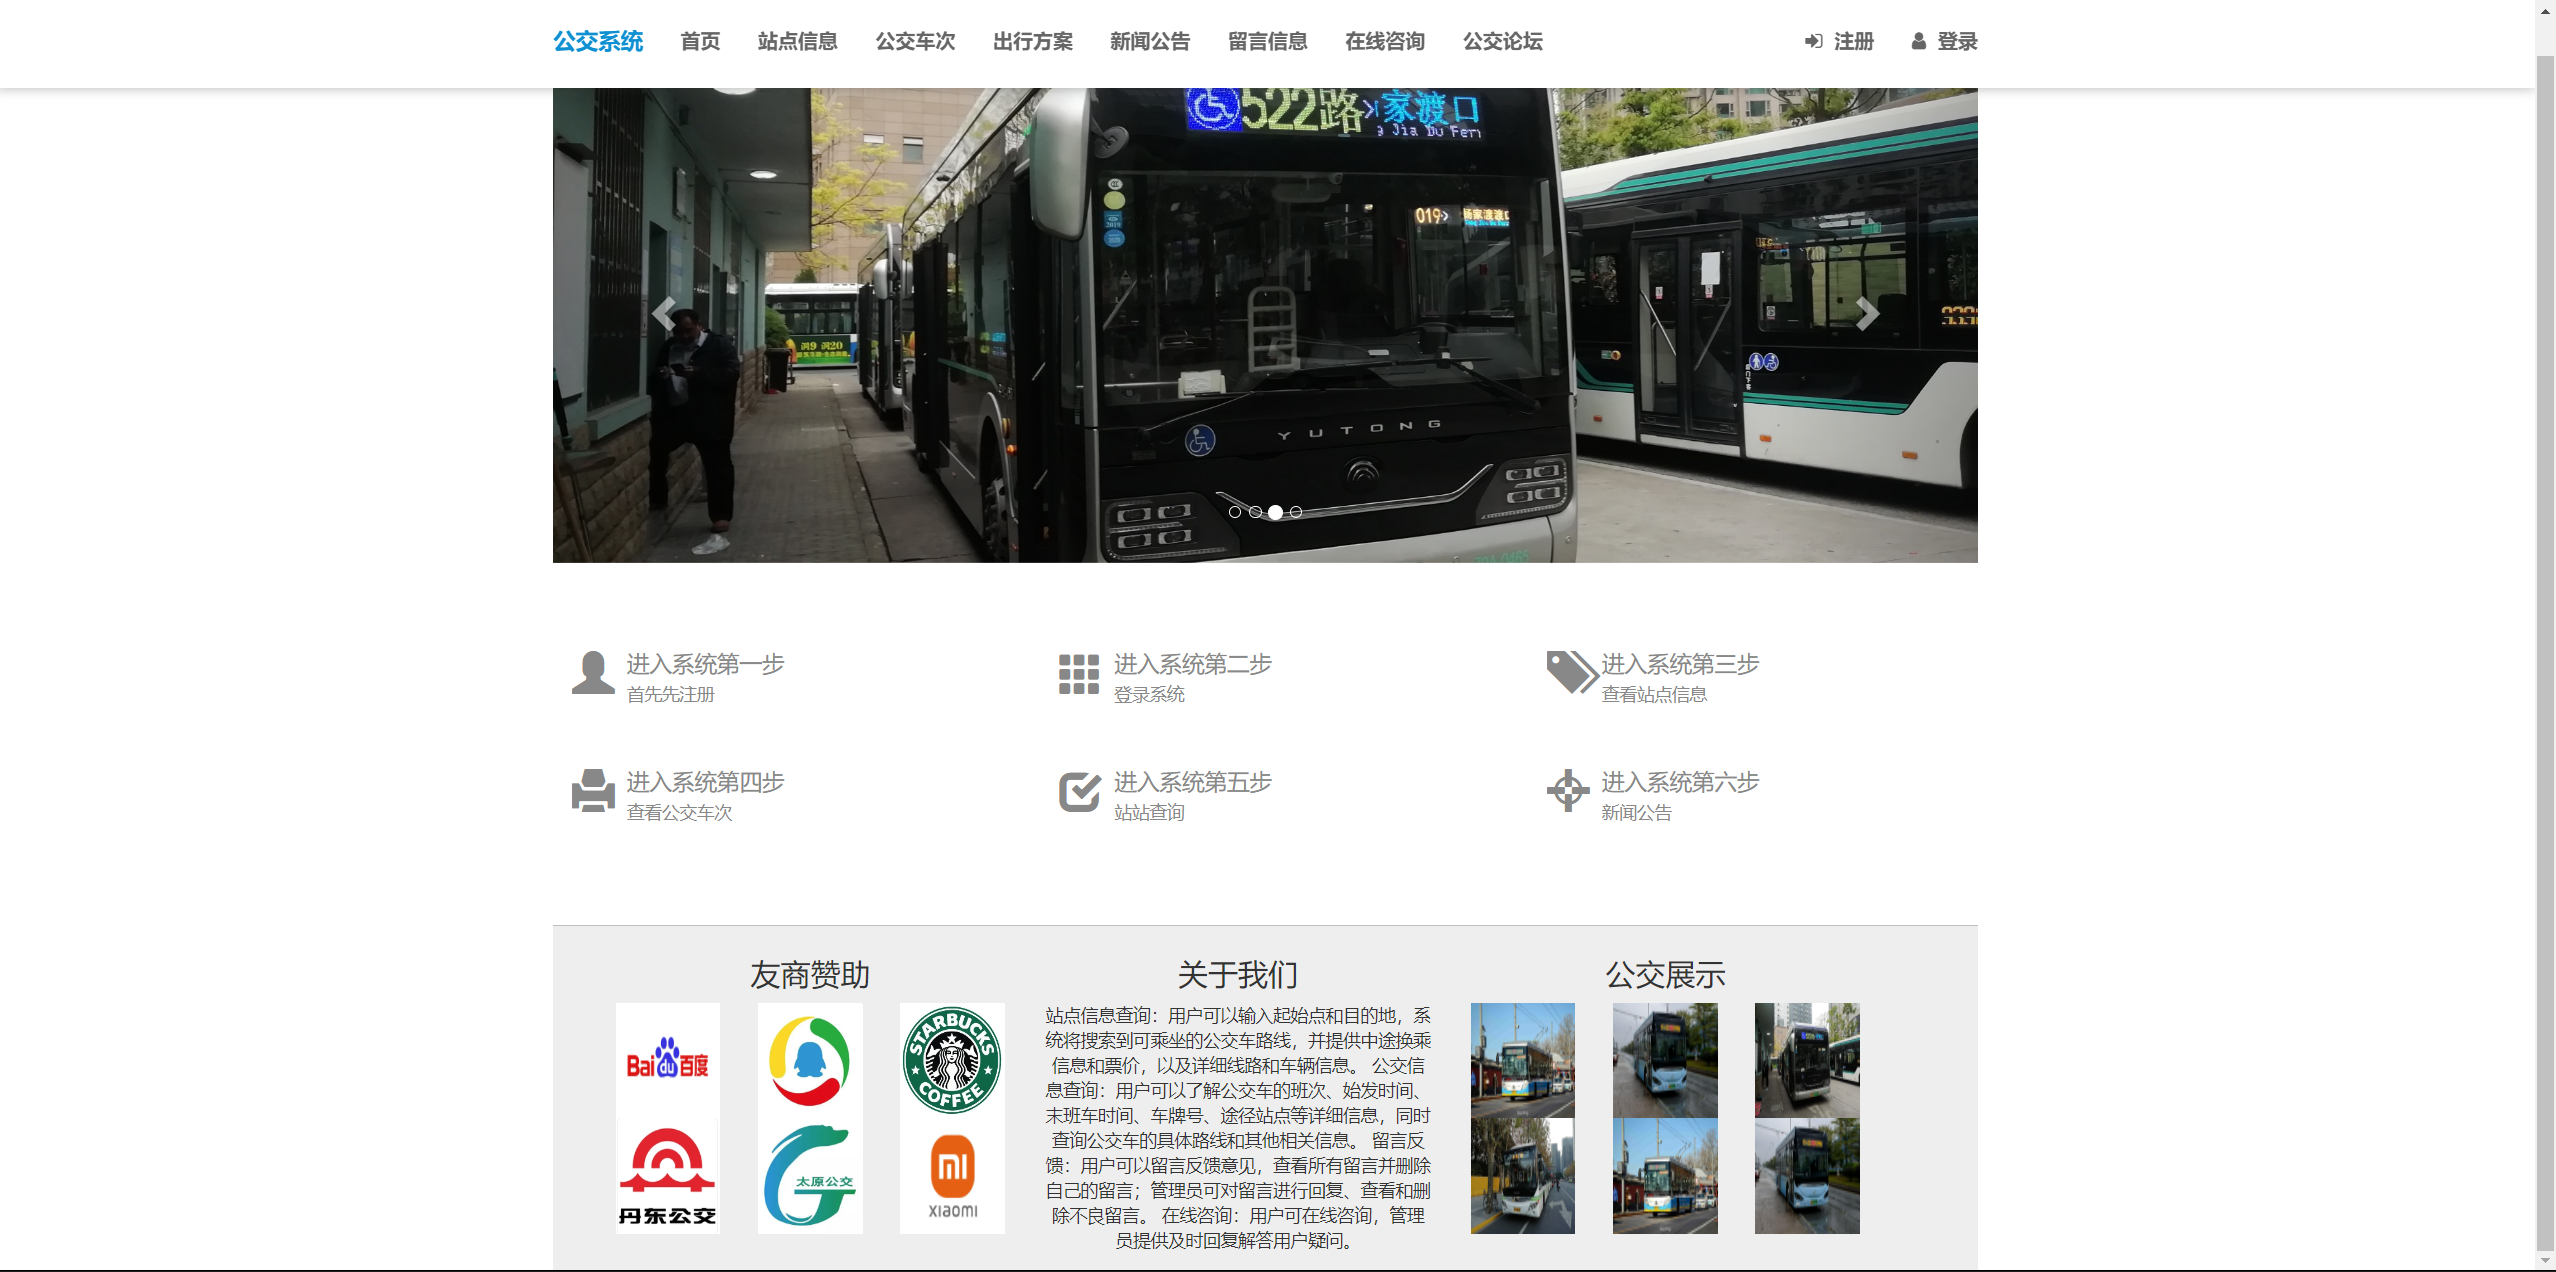 公交系统 首页 站点信息 公交车次 出行方案 新闻公告 留言信息 在线咨询 公交论坛 注册 登录
522路 家渡口
Jia Du Ferr
019
YUTONG
进入系统第一步
首先先注册
进入系统第二步
登录系统
进入系统第三步
查看站点信息
进入系统第四步
查看公交车次
进入系统第五步
站站查询
进入系统第六步
新闻公告
友商赞助
Bai du 百度
STARBUCKS COFFEE
丹东公交
太原公交
xiaomi
关于我们
站点信息查询：用户可以输入起始点和目的地，系
统将搜索到可乘坐的公交车路线，并提供中途换乘
信息和票价，以及详细线路和车辆信息。 公交信
息查询：用户可以了解公交车的班次、始发时间、
末班车时间、车牌号、途径站点等详细信息，同时
查询公交车的具体路线和其他相关信息。 留言反
馈：用户可以留言反馈意见，查看所有留言并删除
自己的留言；管理员可对留言进行回复、查看和删
除不良留言。 在线咨询：用户可在线咨询，管理
员提供及时回复解答用户疑问。
公交展示